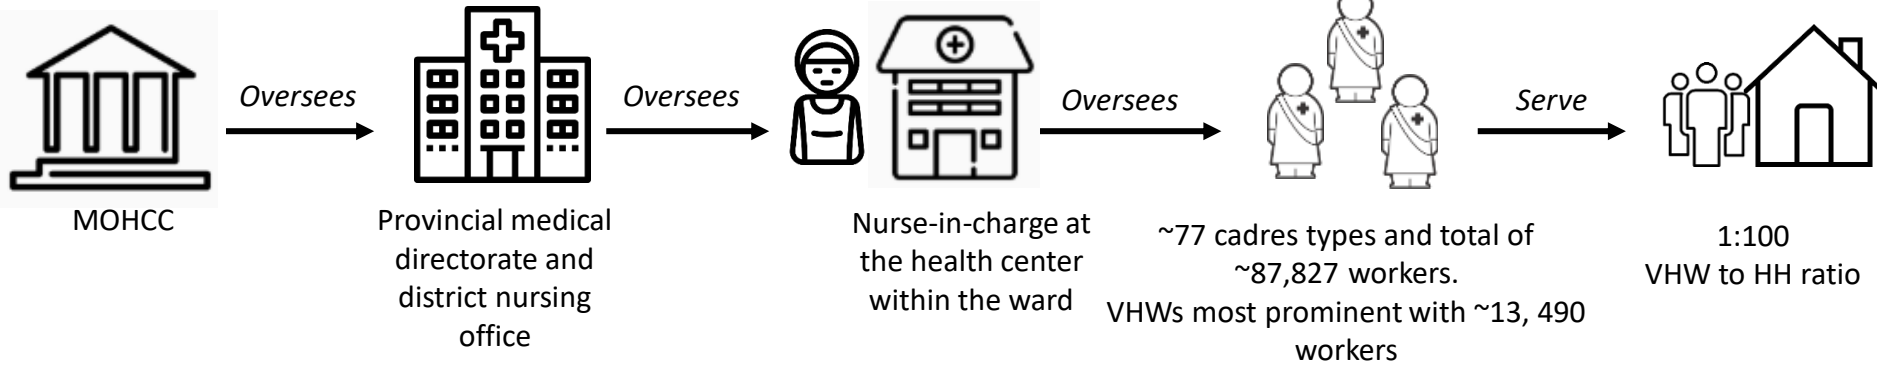 Oversees
Oversees
Oversees
Serve
MOHCC
Provincial medical
directorate and
district nursing
office
Nurse-in-charge at
the health center
within the ward
~77 cadres types and total of
~87,827 workers.
VHWs most prominent with ~13, 490
workers
1:100
VHW to HH ratio